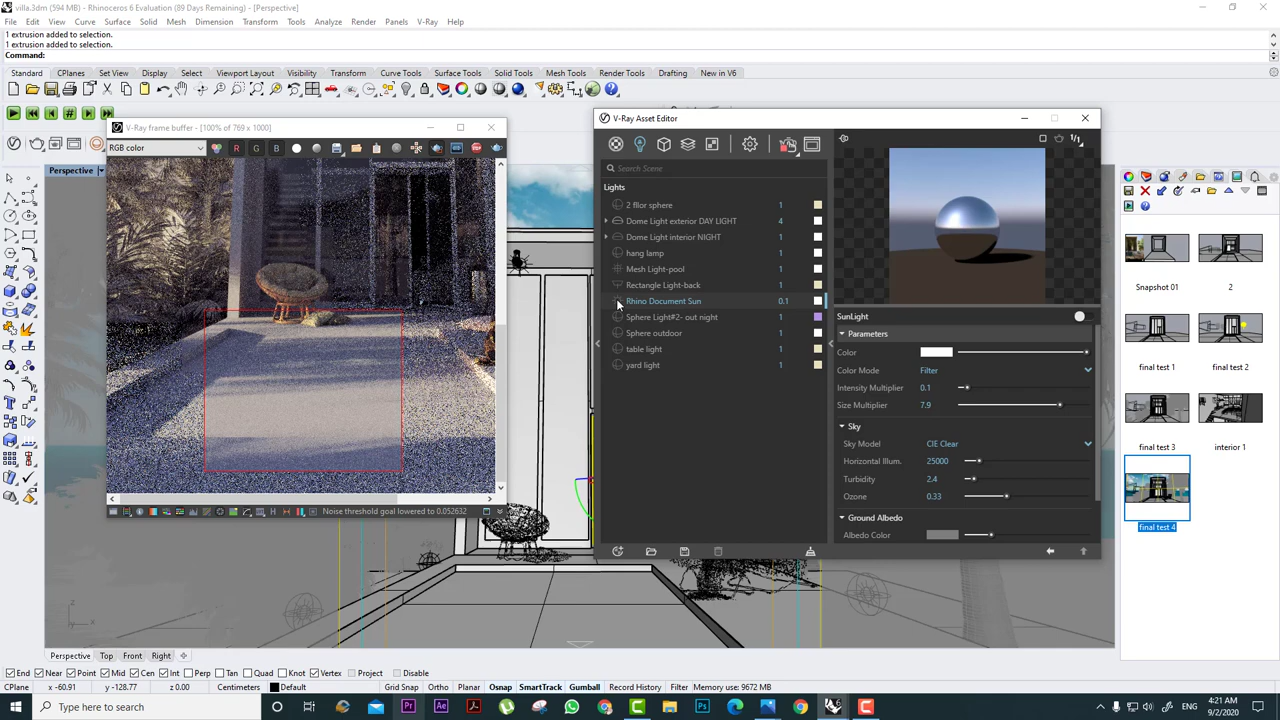 villa.3dm (594 MB) - Rhinoceros 6 Evaluation (89 Days Remaining) - [Perspective]
File Edit View Curve Surface Solid Mesh Dimension Transform Tools Analyze Render Panels V-Ray Help
1 extrusion added to selection.
1 extrusion added to selection.
Command:
Standard CPlanes Set View Display Select Viewport Layout Visibility Transform Curve Tools Surface Tools Solid Tools Mesh Tools Render Tools Drafting New in V6
V-Ray frame buffer - [100% of 769 x 1000]
RGB color
R G B
Perspective
Noise threshold goal lowered to 0.052632
V-Ray Asset Editor
Search Scene
Lights
2 fllor sphere 1
Dome Light exterior DAY LIGHT 4
Dome Light interior NIGHT 1
hang lamp 1
Mesh Light-pool 1
Rectangle Light-back 1
Rhino Document Sun 0.1
Sphere Light#2- out night 1
Sphere outdoor 1
table light 1
yard light 1
1/1
SunLight
Parameters
Color
Color Mode Filter
Intensity Multiplier 0.1
Size Multiplier 7.9
Sky
Sky Model CIE Clear
Horizontal Illum. 25000
Turbidity 2.4
Ozone 0.33
Ground Albedo
Albedo Color
Snapshot 01 2
final test 1 final test 2
final test 3 interior 1
final test 4
z
x
Perspective Top Front Right
End Near Point Mid Cen Int Perp Tan Quad Knot Vertex Project Disable
CPlane x -60.91 y -128.77 z 0.00 Centimeters Default Grid Snap Ortho Planar Osnap SmartTrack Gumball Record History Filter Memory use: 9672 MB
Type here to search
4:21 AM
9/2/2020